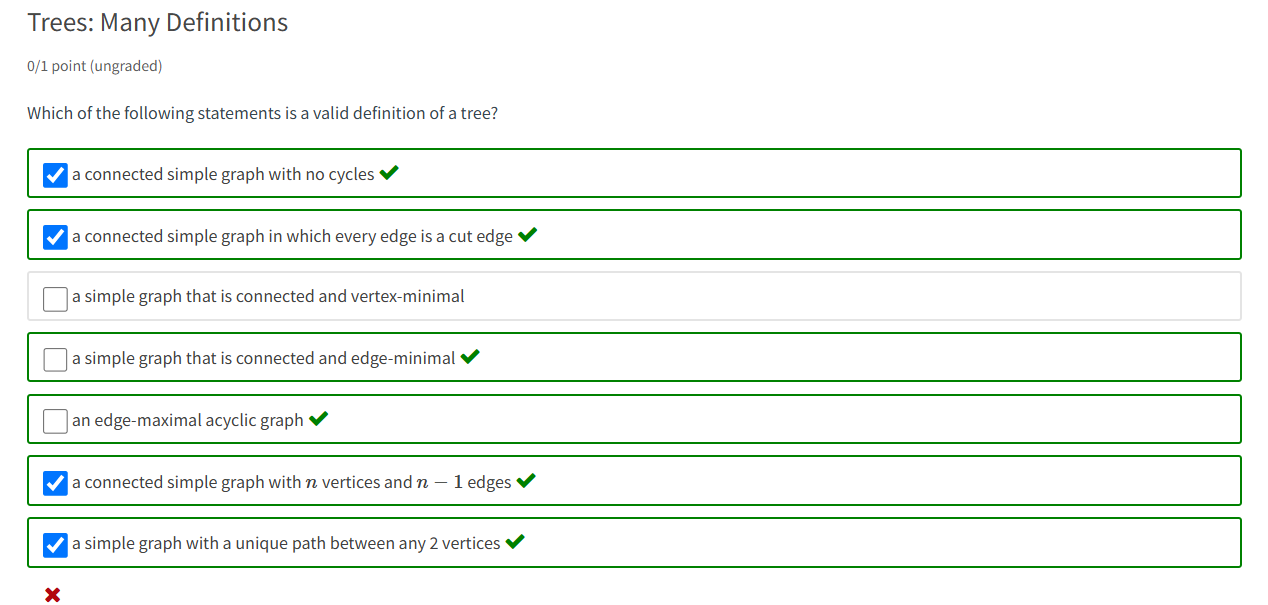 Trees: Many Definitions
0/1 point (ungraded)
Which of the following statements is a valid definition of a tree?
a connected simple graph with no cycles
a connected simple graph in which every edge is a cut edge
a simple graph that is connected and vertex-minimal
a simple graph that is connected and edge-minimal
an edge-maximal acyclic graph
a connected simple graph with n vertices and n − 1 edges
a simple graph with a unique path between any 2 vertices